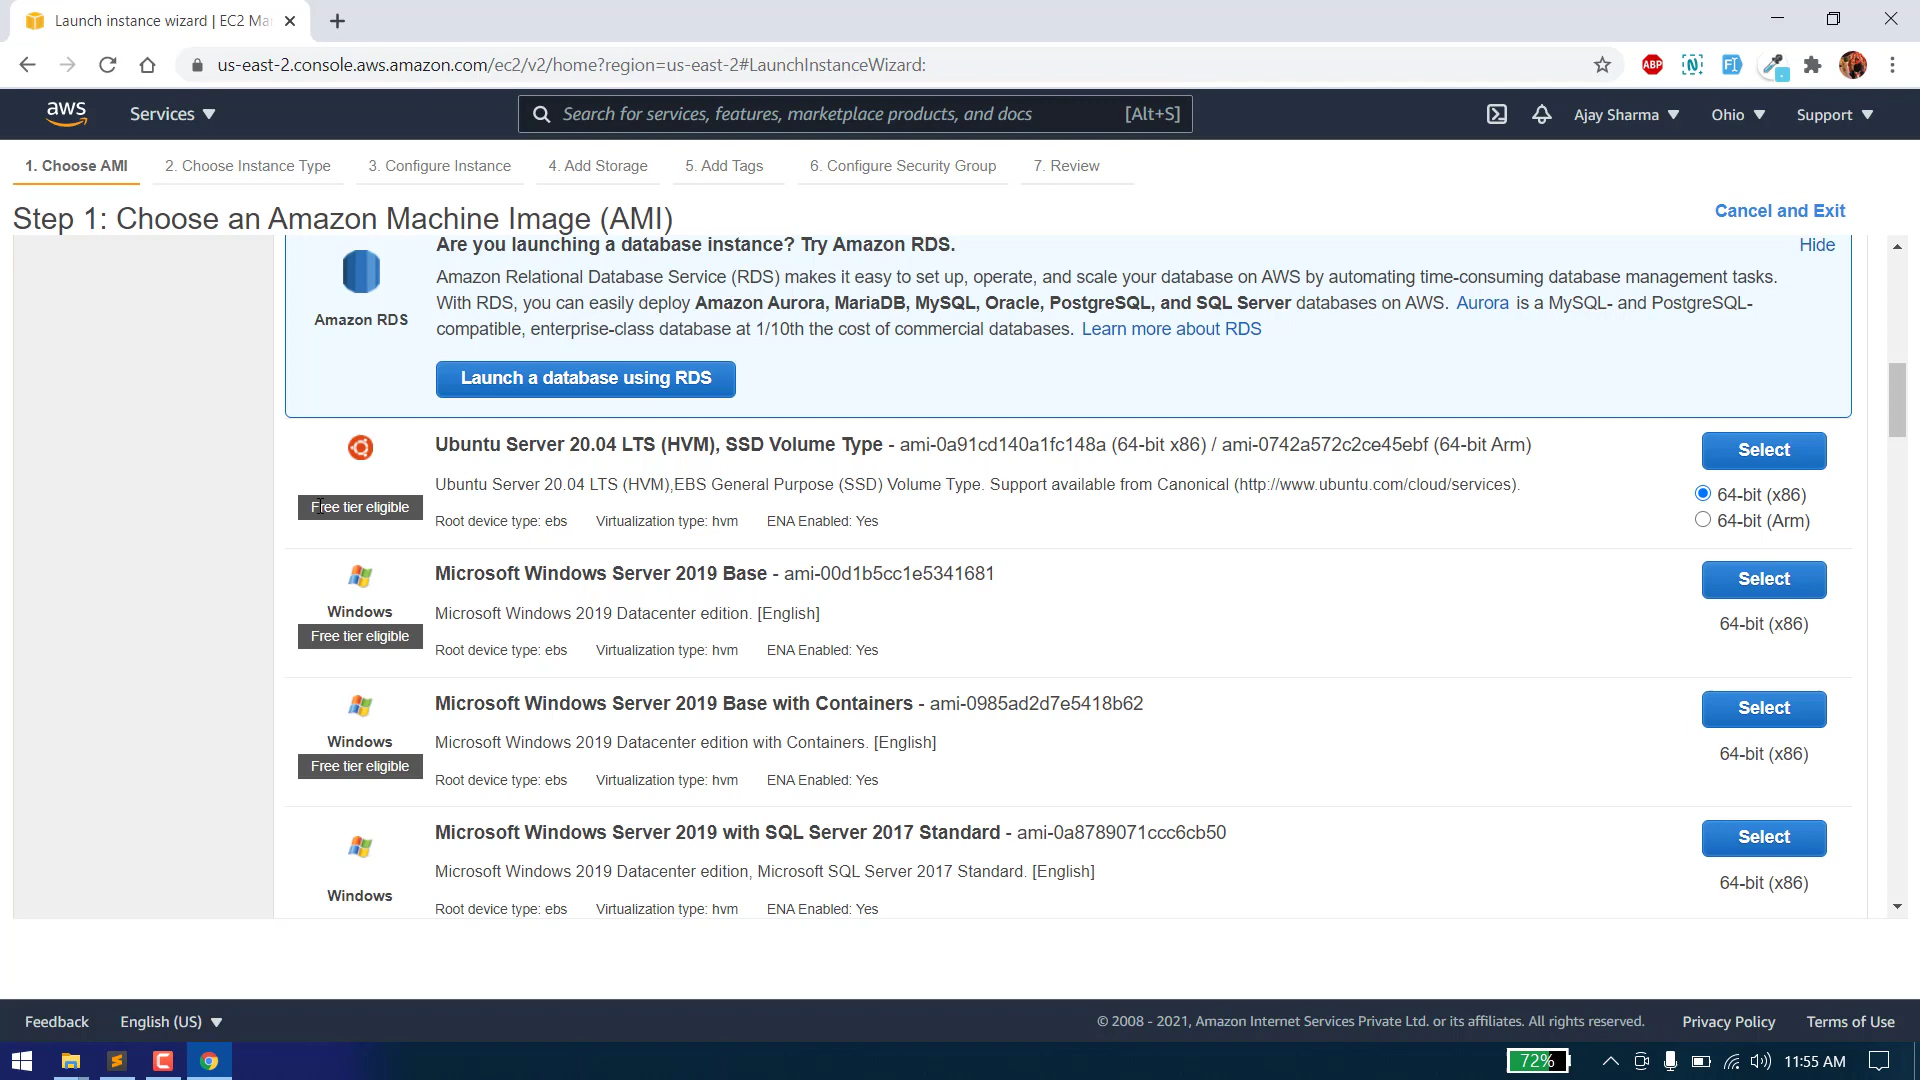 Launch instance wizard | EC2 Mar
us-east-2.console.aws.amazon.com/ec2/v2/home?region=us-east-2#LaunchInstanceWizard:
ABP
aws
Services
Search for services, features, marketplace products, and docs
[Alt+S]
Ajay Sharma
Ohio
Support
1. Choose AMI
2. Choose Instance Type
3. Configure Instance
4. Add Storage
5. Add Tags
6. Configure Security Group
7. Review
Step 1: Choose an Amazon Machine Image (AMI)
Cancel and Exit
Amazon RDS
Are you launching a database instance? Try Amazon RDS.
Hide
Amazon Relational Database Service (RDS) makes it easy to set up, operate, and scale your database on AWS by automating time-consuming database management tasks.
With RDS, you can easily deploy Amazon Aurora, MariaDB, MySQL, Oracle, PostgreSQL, and SQL Server databases on AWS. Aurora is a MySQL- and PostgreSQL-
compatible, enterprise-class database at 1/10th the cost of commercial databases. Learn more about RDS
Launch a database using RDS
Free tier eligible
Ubuntu Server 20.04 LTS (HVM), SSD Volume Type - ami-0a91cd140a1fc148a (64-bit x86) / ami-0742a572c2ce45ebf (64-bit Arm)
Ubuntu Server 20.04 LTS (HVM),EBS General Purpose (SSD) Volume Type. Support available from Canonical (http://www.ubuntu.com/cloud/services).
Root device type: ebs Virtualization type: hvm ENA Enabled: Yes
Select
64-bit (x86)
64-bit (Arm)
Windows
Free tier eligible
Microsoft Windows Server 2019 Base - ami-00d1b5cc1e5341681
Microsoft Windows 2019 Datacenter edition. [English]
Root device type: ebs Virtualization type: hvm ENA Enabled: Yes
Select
64-bit (x86)
Windows
Free tier eligible
Microsoft Windows Server 2019 Base with Containers - ami-0985ad2d7e5418b62
Microsoft Windows 2019 Datacenter edition with Containers. [English]
Root device type: ebs Virtualization type: hvm ENA Enabled: Yes
Select
64-bit (x86)
Windows
Microsoft Windows Server 2019 with SQL Server 2017 Standard - ami-0a8789071ccc6cb50
Microsoft Windows 2019 Datacenter edition, Microsoft SQL Server 2017 Standard. [English]
Root device type: ebs Virtualization type: hvm ENA Enabled: Yes
Select
64-bit (x86)
Feedback
English (US)
© 2008 - 2021, Amazon Internet Services Private Ltd. or its affiliates. All rights reserved.
Privacy Policy
Terms of Use
72%
11:55 AM